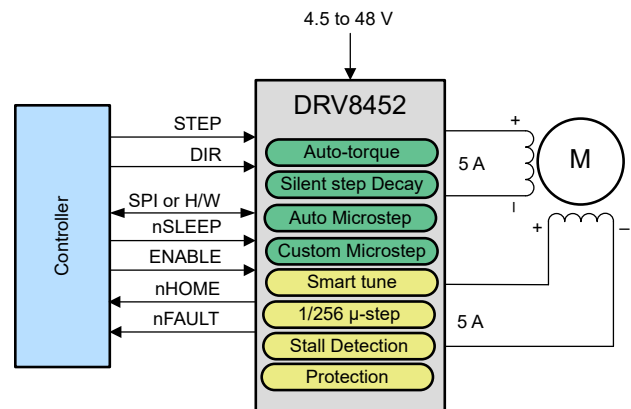 4.5 to 48 V
DRV8452
Controller
STEP
DIR
SPI or H/W
nSLEEP
ENABLE
nHOME
nFAULT
Auto-torque
Silent step Decay
Auto Microstep
Custom Microstep
Smart tune
1/256 µ-step
Stall Detection
Protection
+
5 A
–
M
+
–
5 A